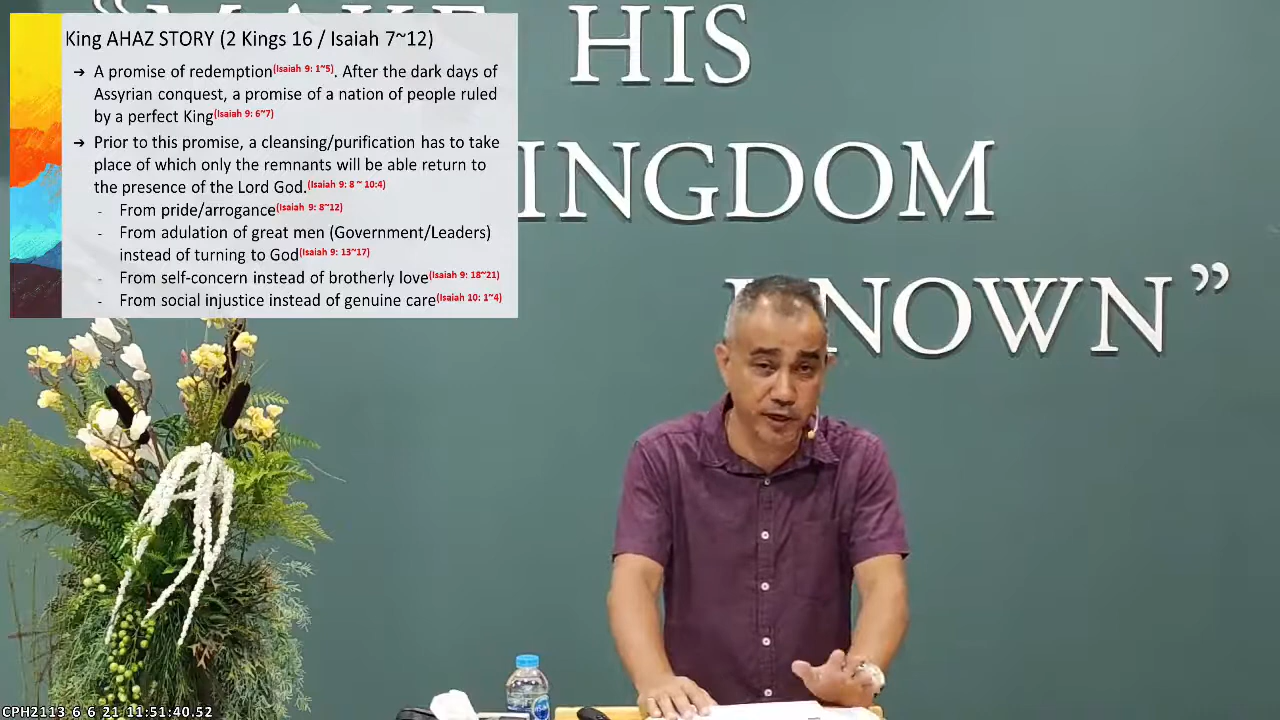 King AHAZ STORY (2 Kings 16 / Isaiah 7~12)
➔ A promise of redemption(Isaiah 9: 1~5). After the dark days of
Assyrian conquest, a promise of a nation of people ruled
by a perfect King(Isaiah 9: 6~7)
➔ Prior to this promise, a cleansing/purification has to take
place of which only the remnants will be able return to
the presence of the Lord God.(Isaiah 9: 8 ~ 10:4)
- From pride/arrogance(Isaiah 9: 8~12)
- From adulation of great men (Government/Leaders)
instead of turning to God(Isaiah 9: 13~17)
- From self-concern instead of brotherly love(Isaiah 9: 18~21)
- From social injustice instead of genuine care(Isaiah 10: 1~4)
HIS
INGDOM
NOWN”
CPH2113 6 6 21 11:51:40.52